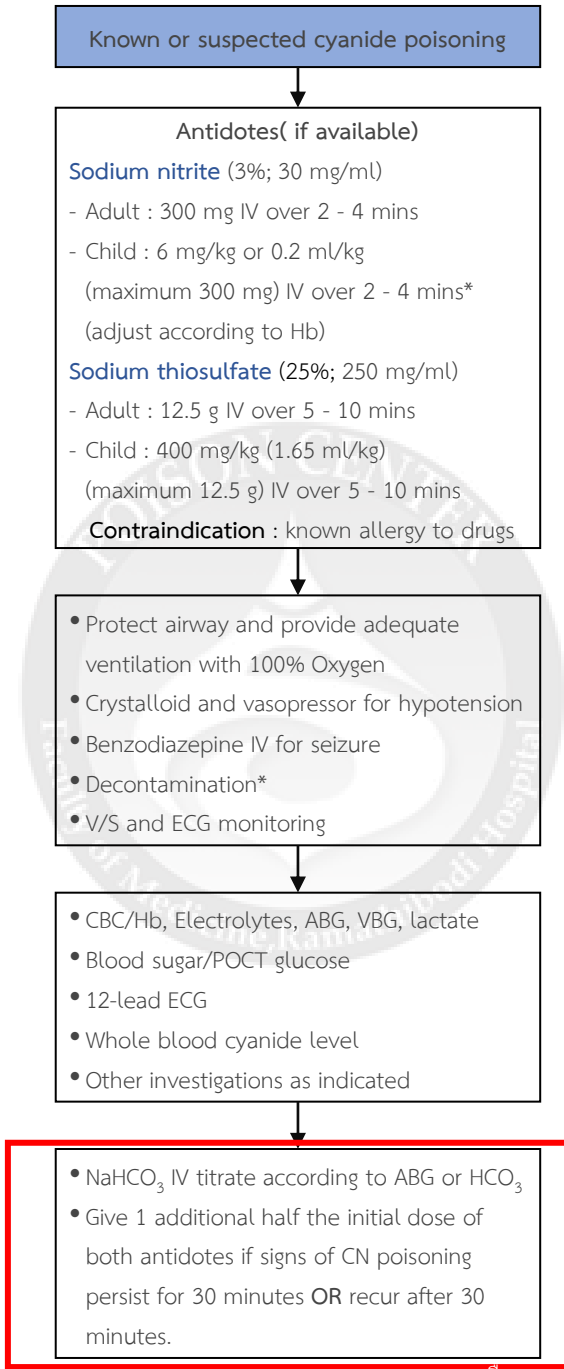 Known or suspected cyanide poisoning
Antidotes( if available)
Sodium nitrite (3%; 30 mg/ml)
- Adult : 300 mg IV over 2 - 4 mins
- Child : 6 mg/kg or 0.2 ml/kg
(maximum 300 mg) IV over 2 - 4 mins*
(adjust according to Hb)
Sodium thiosulfate (25%; 250 mg/ml)
- Adult : 12.5 g IV over 5 - 10 mins
- Child : 400 mg/kg (1.65 ml/kg)
(maximum 12.5 g) IV over 5 - 10 mins
Contraindication : known allergy to drugs
• Protect airway and provide adequate
ventilation with 100% Oxygen
• Crystalloid and vasopressor for hypotension
• Benzodiazepine IV for seizure
• Decontamination*
• V/S and ECG monitoring
• CBC/Hb, Electrolytes, ABG, VBG, lactate
• Blood sugar/POCT glucose
• 12-lead ECG
• Whole blood cyanide level
• Other investigations as indicated
• NaHCO₃ IV titrate according to ABG or HCO₃
• Give 1 additional half the initial dose of
both antidotes if signs of CN poisoning
persist for 30 minutes OR recur after 30
minutes.
POISON CENTER
Faculty of Medicine, Ramathibodi Hospital